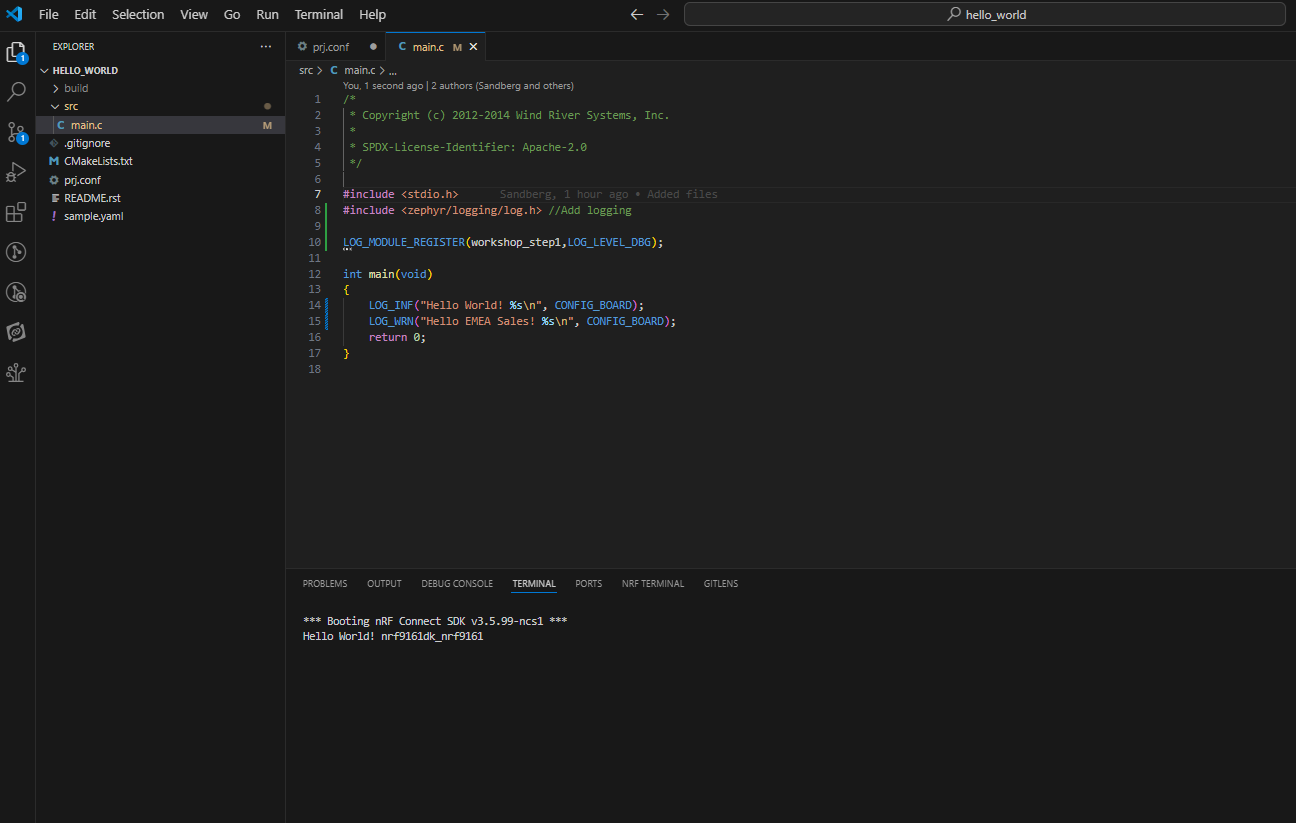 File Edit Selection View Go Run Terminal Help hello_world
EXPLORER ...
HELLO_WORLD
build
src
C main.c M
.gitignore
M CMakeLists.txt
prj.conf
README.rst
! sample.yaml
1
1
prj.conf ● C main.c M ×
src > C main.c > ...
You, 1 second ago | 2 authors (Sandberg and others)
1 /*
2  * Copyright (c) 2012-2014 Wind River Systems, Inc.
3  *
4  * SPDX-License-Identifier: Apache-2.0
5  */
6
7 #include <stdio.h> Sandberg, 1 hour ago • Added files
8 #include <zephyr/logging/log.h> //Add logging
9
10 LOG_MODULE_REGISTER(workshop_step1,LOG_LEVEL_DBG);
11
12 int main(void)
13 {
14     LOG_INF("Hello World! %s\n", CONFIG_BOARD);
15     LOG_WRN("Hello EMEA Sales! %s\n", CONFIG_BOARD);
16     return 0;
17 }
18
PROBLEMS OUTPUT DEBUG CONSOLE TERMINAL PORTS NRF TERMINAL GITLENS
*** Booting nRF Connect SDK v3.5.99-ncs1 ***
Hello World! nrf9161dk_nrf9161